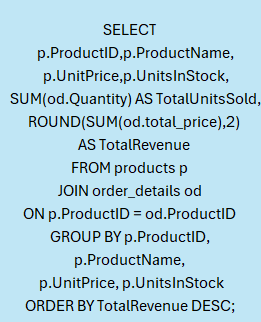 SELECT
p.ProductID,p.ProductName,
p.UnitPrice,p.UnitsInStock,
SUM(od.Quantity) AS TotalUnitsSold,
ROUND(SUM(od.total_price),2)
AS TotalRevenue
FROM products p
JOIN order_details od
ON p.ProductID = od.ProductID
GROUP BY p.ProductID,
p.ProductName,
p.UnitPrice, p.UnitsInStock
ORDER BY TotalRevenue DESC;